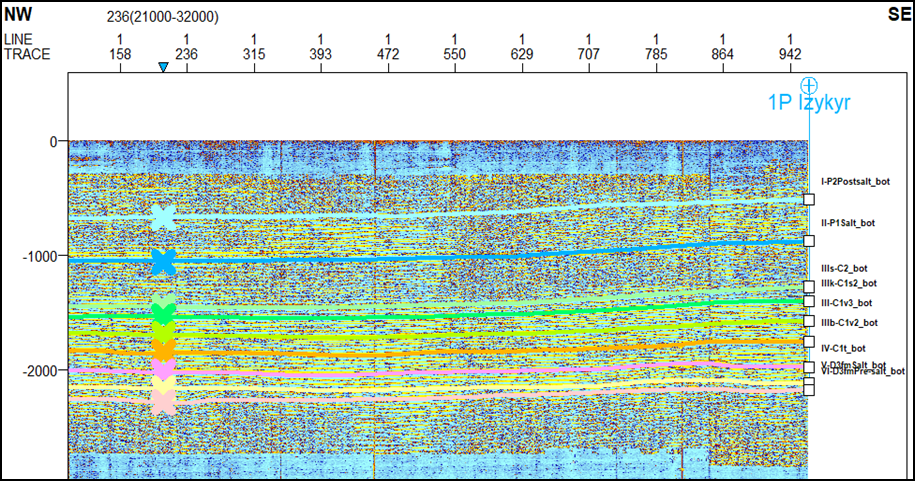 NW
236(21000-32000)
SE
LINE 1 1 1 1 1 1 1 1 1 1 1
TRACE 158 236 315 393 472 550 629 707 785 864 942
1P Izykyr
0
I-P2Postsalt_bot
II-P1Salt_bot
-1000
IIIs-C2_bot
IIIk-C1s2_bot
III-C1v3_bot
IIIb-C1v2_bot
IV-C1t_bot
-2000
V-D3fmSalt_bot
VI-D3fmPre-salt_bot